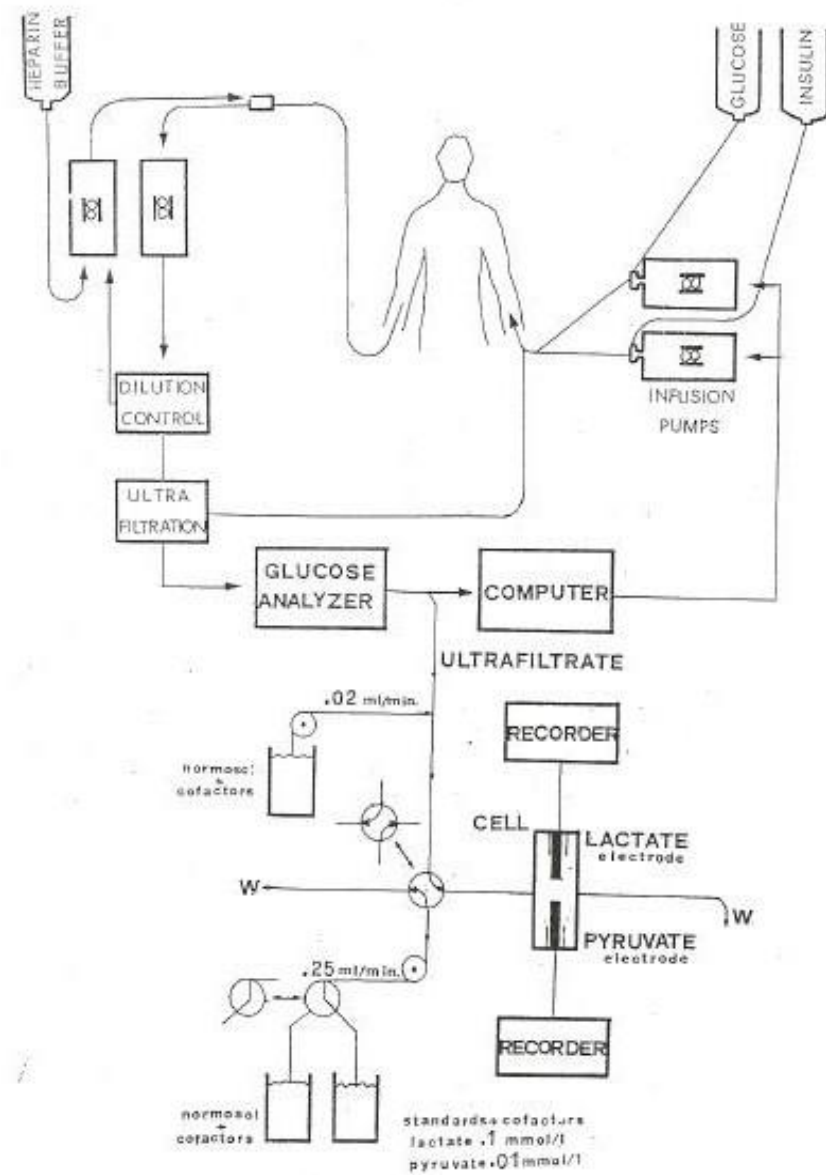 HEPARIN
BUFFER
GLUCOSE
INSULIN
DILUTION
CONTROL
INFUSION
PUMPS
ULTRA
FILTRATION
GLUCOSE
ANALYZER
COMPUTER
ULTRAFILTRATE
.02 ml/min.
RECORDER
normosol
+
cofactors
CELL
LACTATE
electrode
W
W
PYRUVATE
electrode
.25 ml/min.
RECORDER
normosol
+
cofactors
standards+cofactors
lactate .1 mmol/l
pyruvate .01 mmol/l